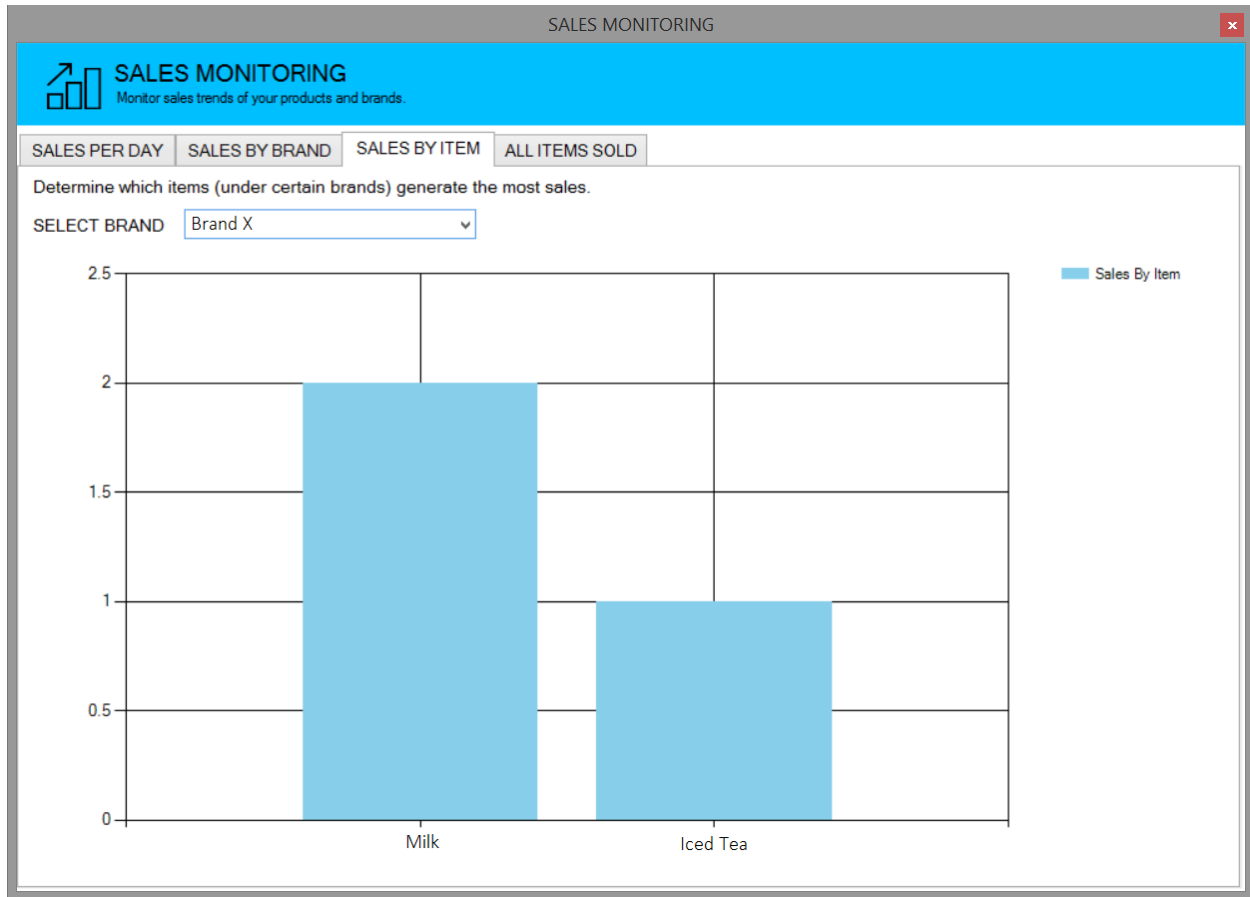 SALES MONITORING
SALES MONITORING
Monitor sales trends of your products and brands.
SALES PER DAY SALES BY BRAND SALES BY ITEM ALL ITEMS SOLD
Determine which items (under certain brands) generate the most sales.
SELECT BRAND Brand X
Sales By Item
2.5
2
1.5
1
0.5
0
Milk Iced Tea